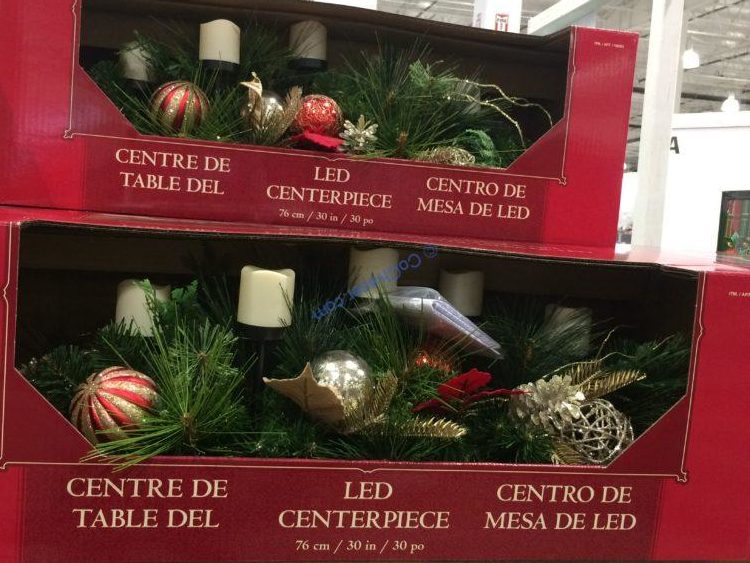 CENTRE DE
TABLE DEL
LED
CENTERPIECE
76 cm / 30 in / 30 po
CENTRO DE
MESA DE LED
CENTRE DE
TABLE DEL
LED
CENTERPIECE
76 cm / 30 in / 30 po
CENTRO DE
MESA DE LED